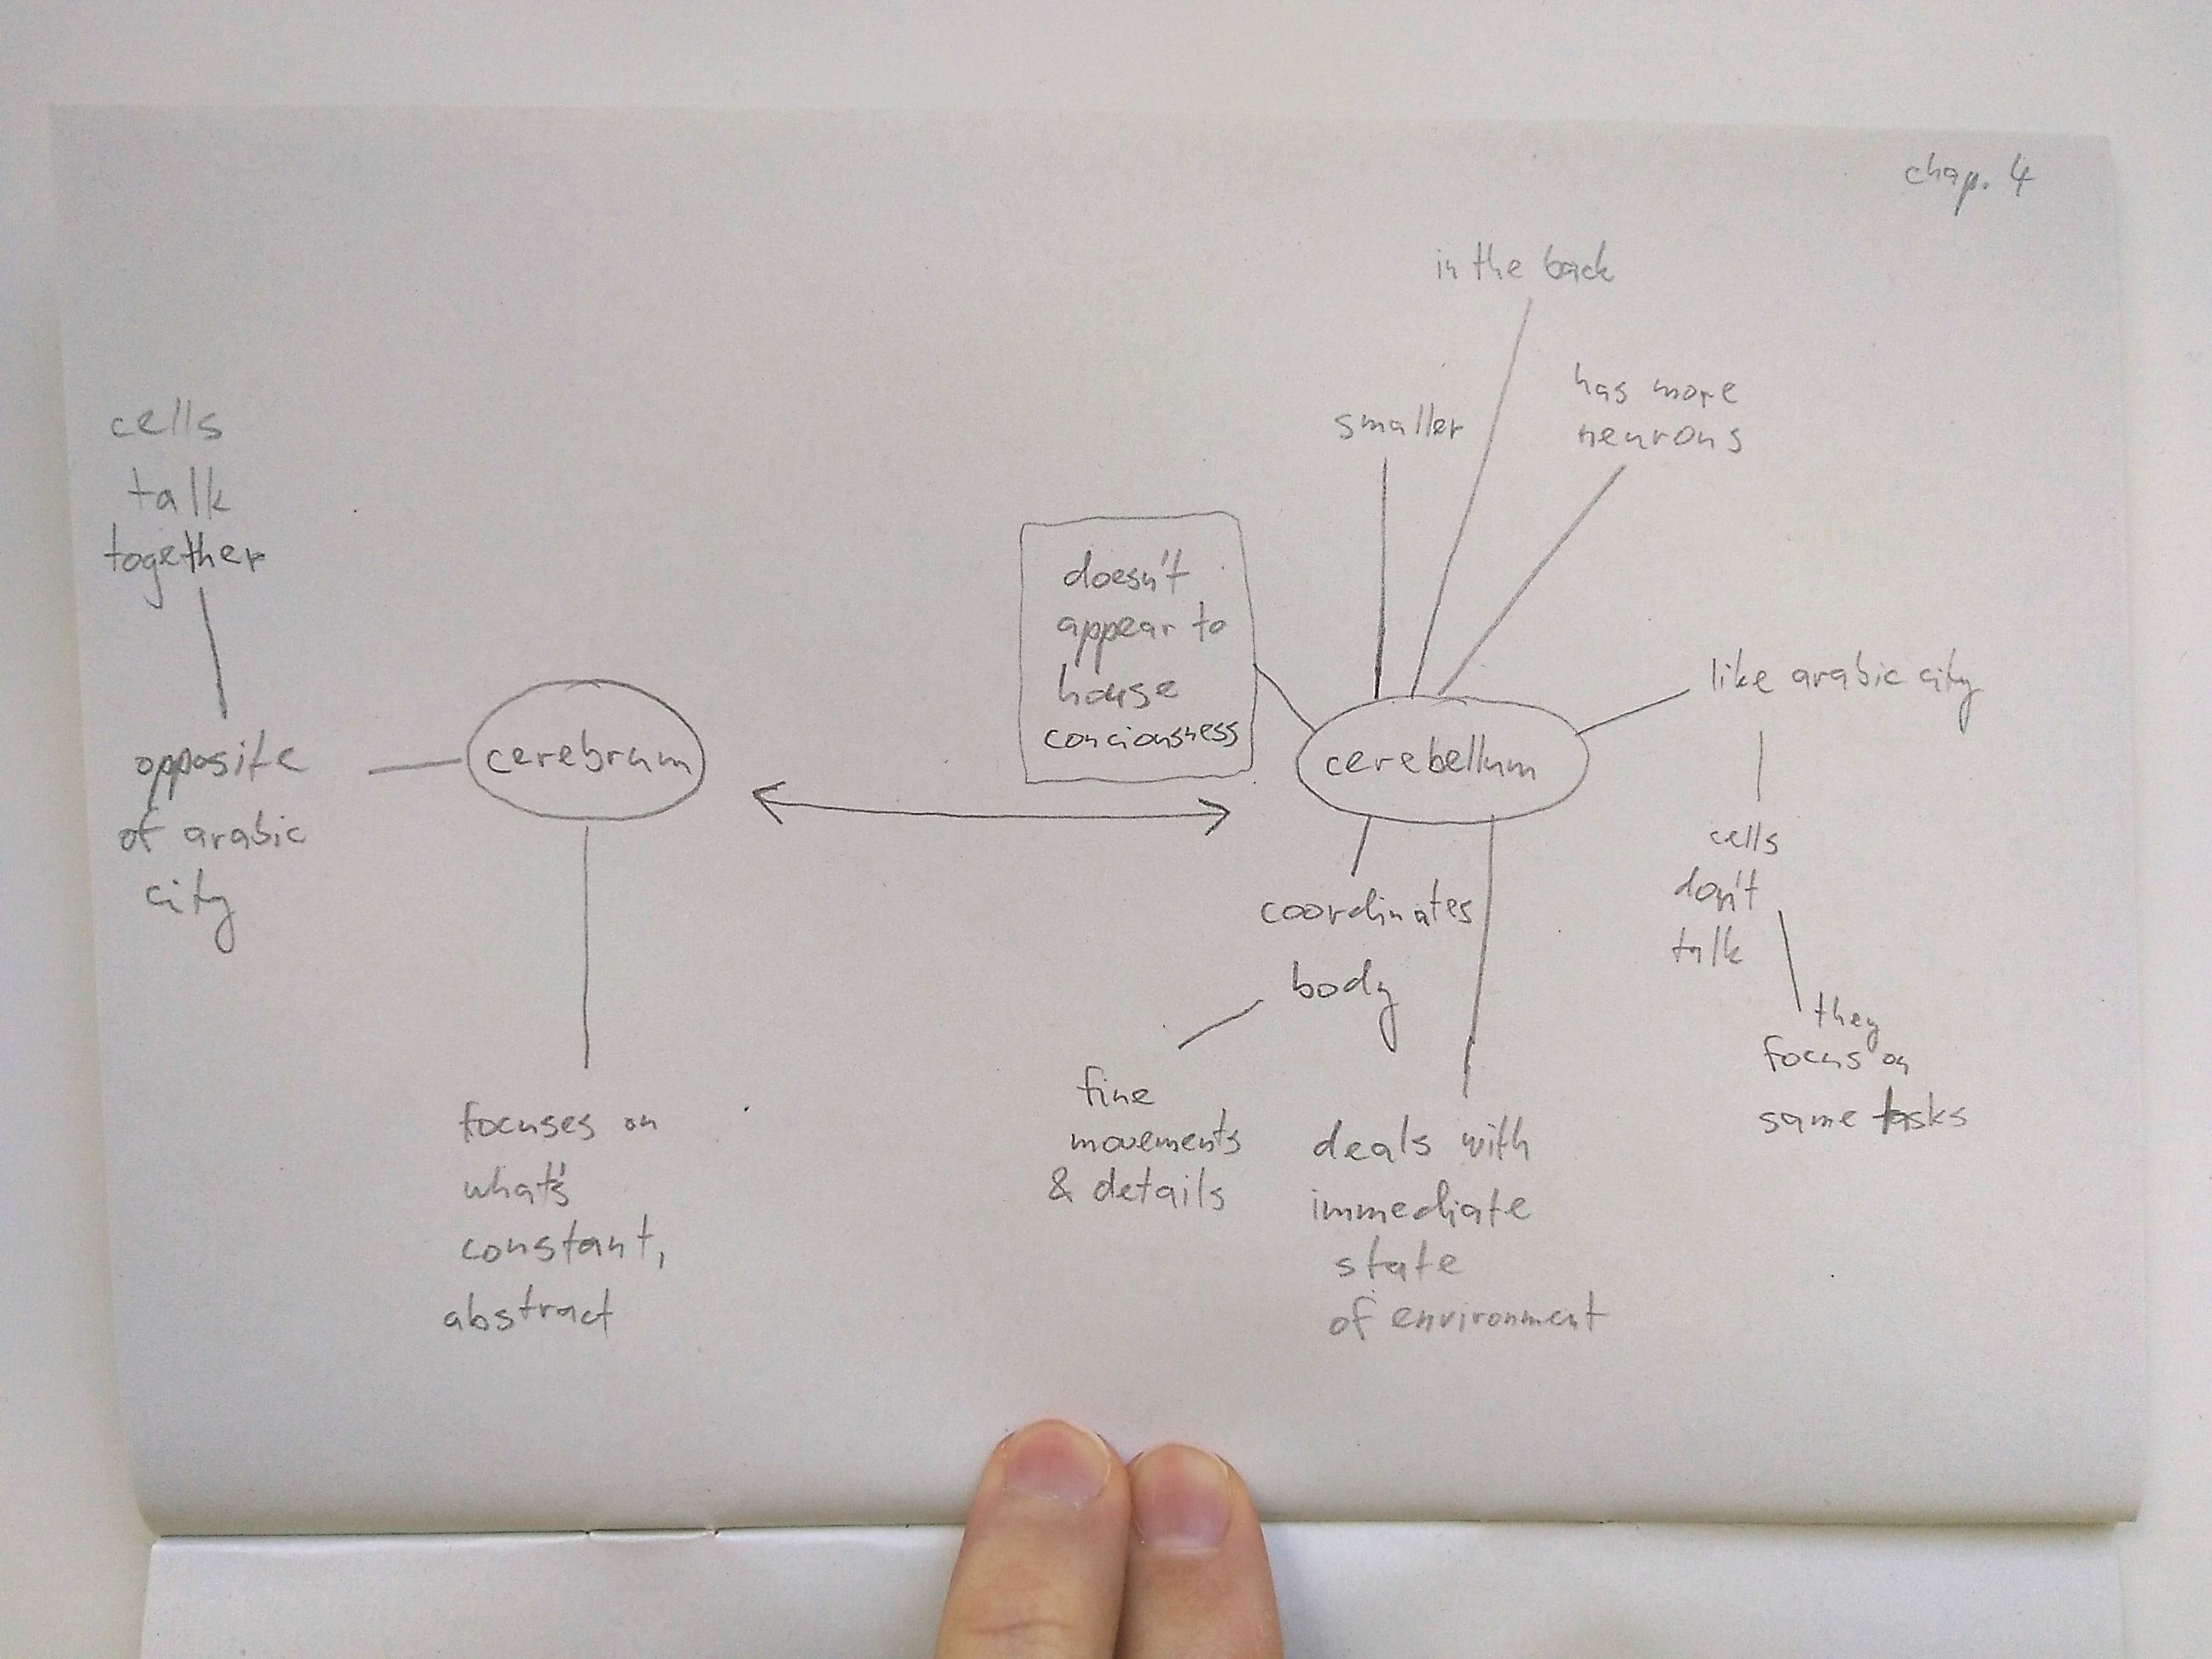 chap. 4
in the back
smaller
has more
neurons
cells
talk
together
opposite
of arabic
city
cerebrum
focuses on
what's
constant,
abstract
doesn't
appear to
house
conciousness
cerebellum
like arabic city
cells
don't
talk
they
focus on
same tasks
coordinates
body
fine
movements
& details
deals with
immediate
state
of environment